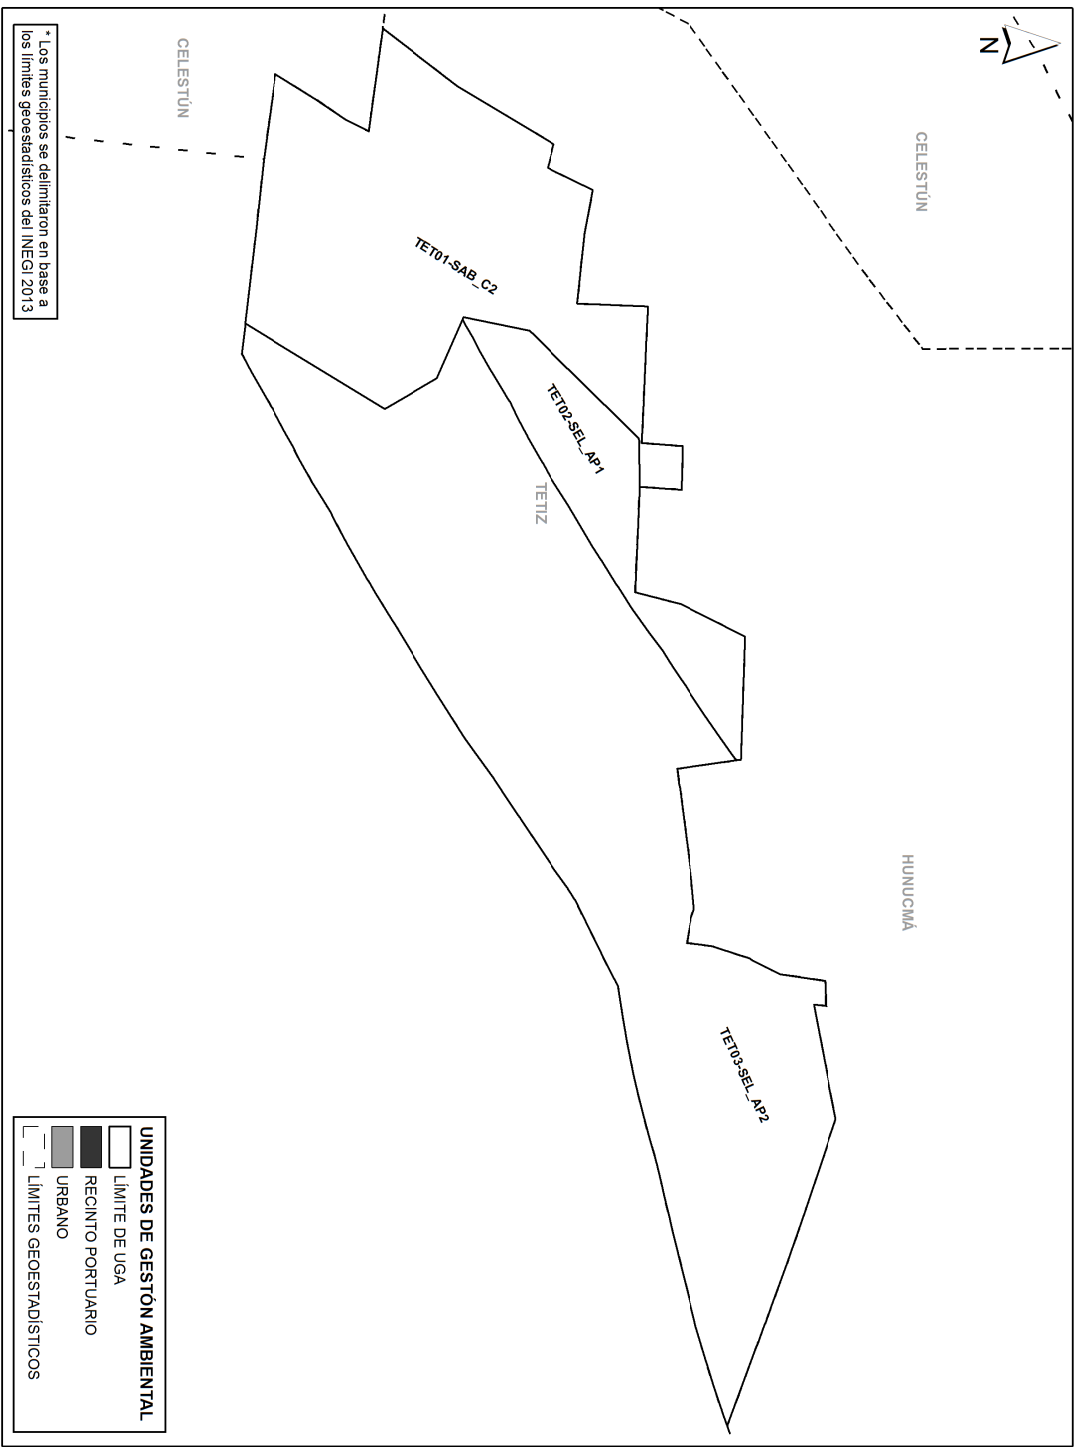 N
CELESTÚN
CELESTÚN
HUNUCMÁ
TET01-SAB_C2
TET02-SEL_AP1
TETIZ
TET03-SEL_AP2
* Los municipios se delimitaron en base a
los límites geoestadísticos del INEGI 2013
UNIDADES DE GESTÓN AMBIENTAL
LÍMITE DE UGA
RECINTO PORTUARIO
URBANO
LÍMITES GEOESTADÍSTICOS